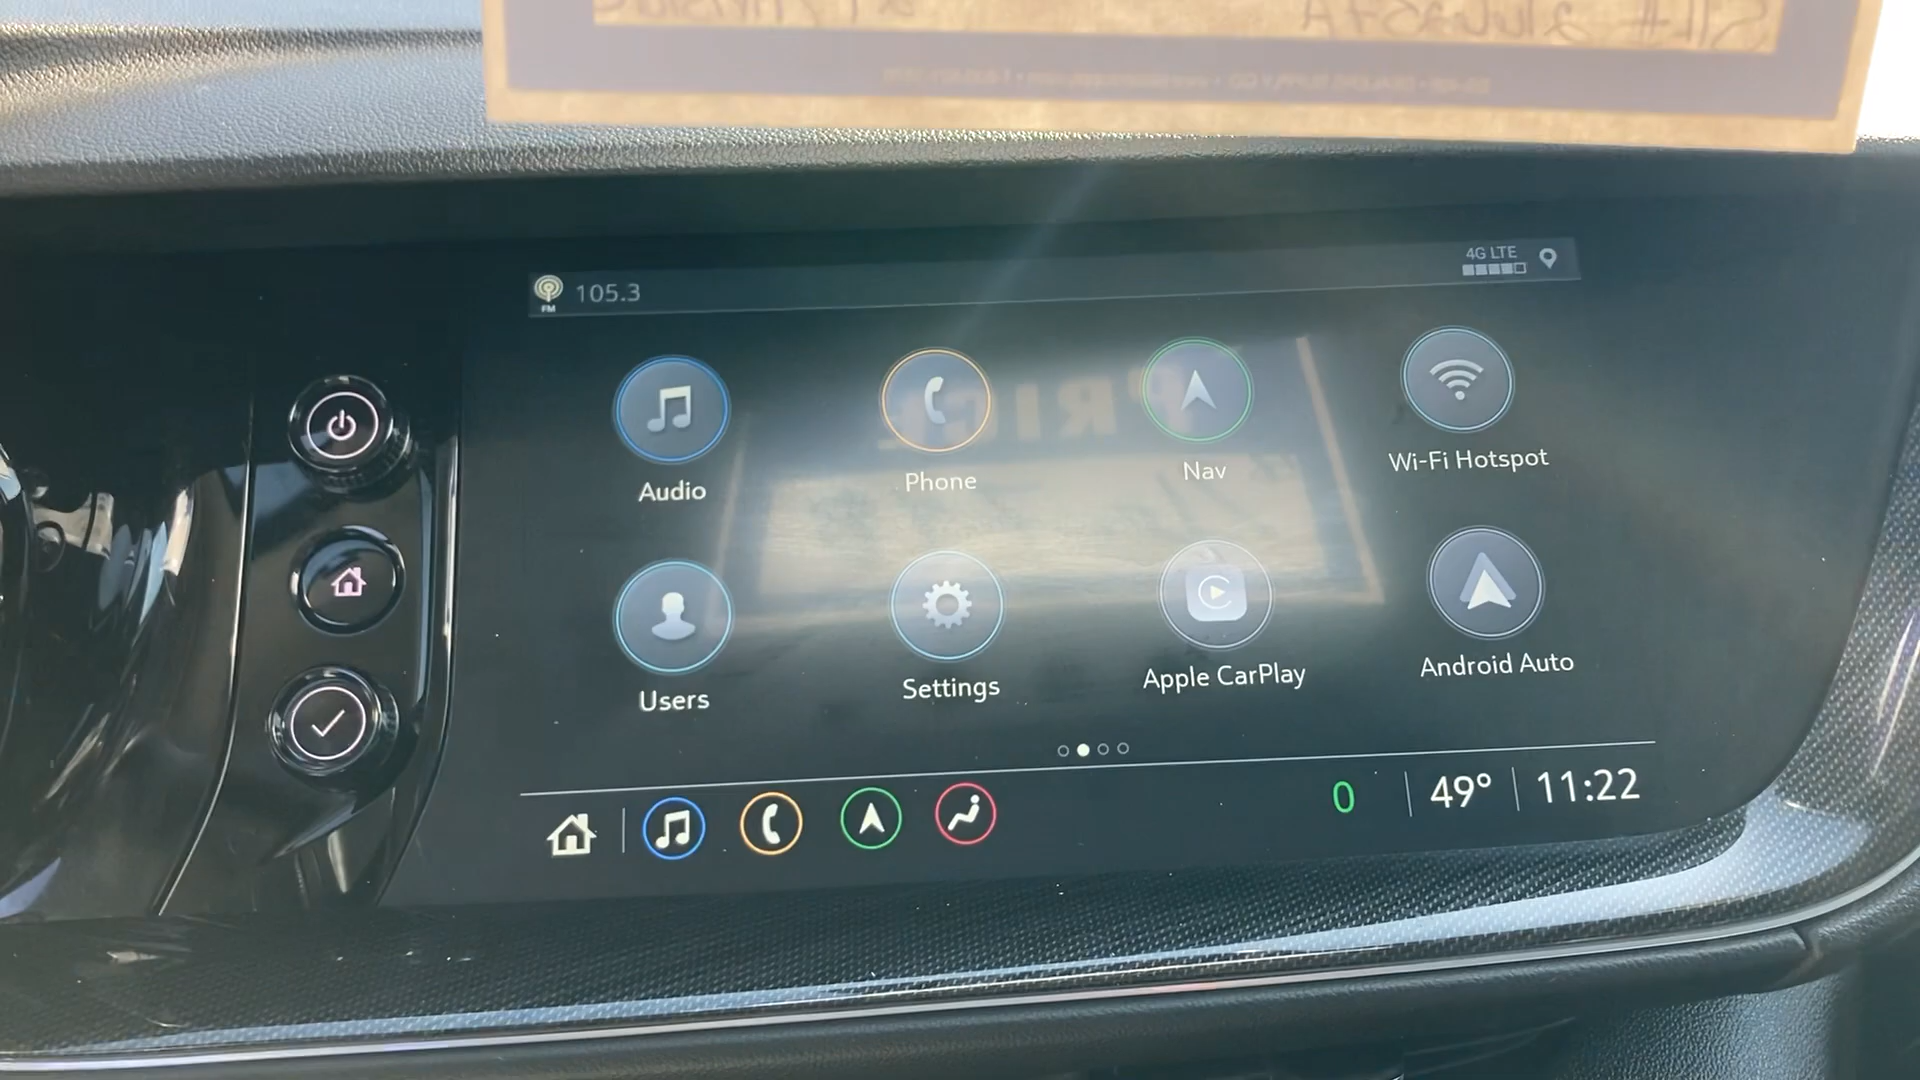 4G LTE
FM 105.3
Audio Phone Nav Wi-Fi Hotspot
Users Settings Apple CarPlay Android Auto
0 49° 11:22